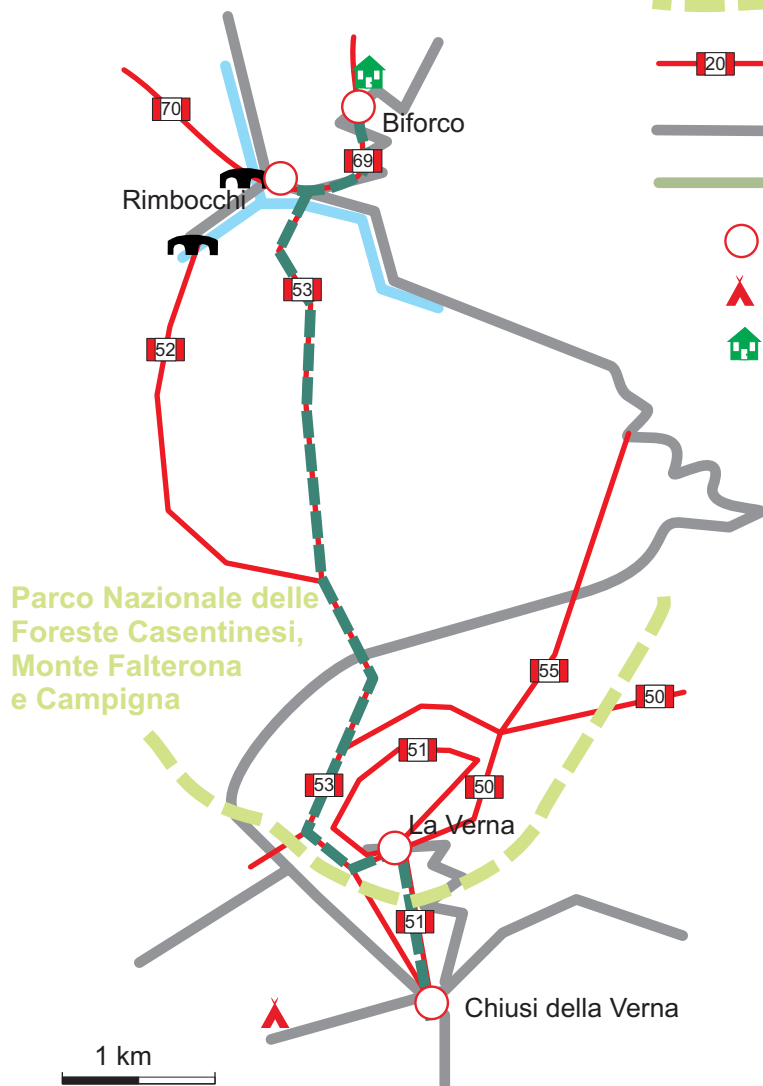 20
70
Biforco
69
Rimbocchi
53
52
Parco Nazionale delle
Foreste Casentinesi,
Monte Falterona
e Campigna
55
50
51
53
50
La Verna
51
Chiusi della Verna
1 km